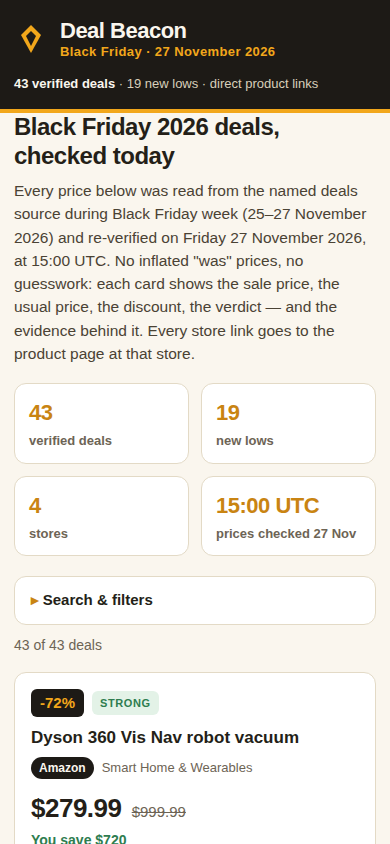 Deal Beacon
Black Friday · 27 November 2026
43 verified deals · 19 new lows · direct product links
Black Friday 2026 deals,
checked today
Every price below was read from the named deals
source during Black Friday week (25–27 November
2026) and re-verified on Friday 27 November 2026,
at 15:00 UTC. No inflated "was" prices, no
guesswork: each card shows the sale price, the
usual price, the discount, the verdict — and the
evidence behind it. Every store link goes to the
product page at that store.
43
verified deals
19
new lows
4
stores
15:00 UTC
prices checked 27 Nov
▸ Search & filters
43 of 43 deals
-72% STRONG
Dyson 360 Vis Nav robot vacuum
Amazon Smart Home & Wearables
$279.99 $999.99
You save $720